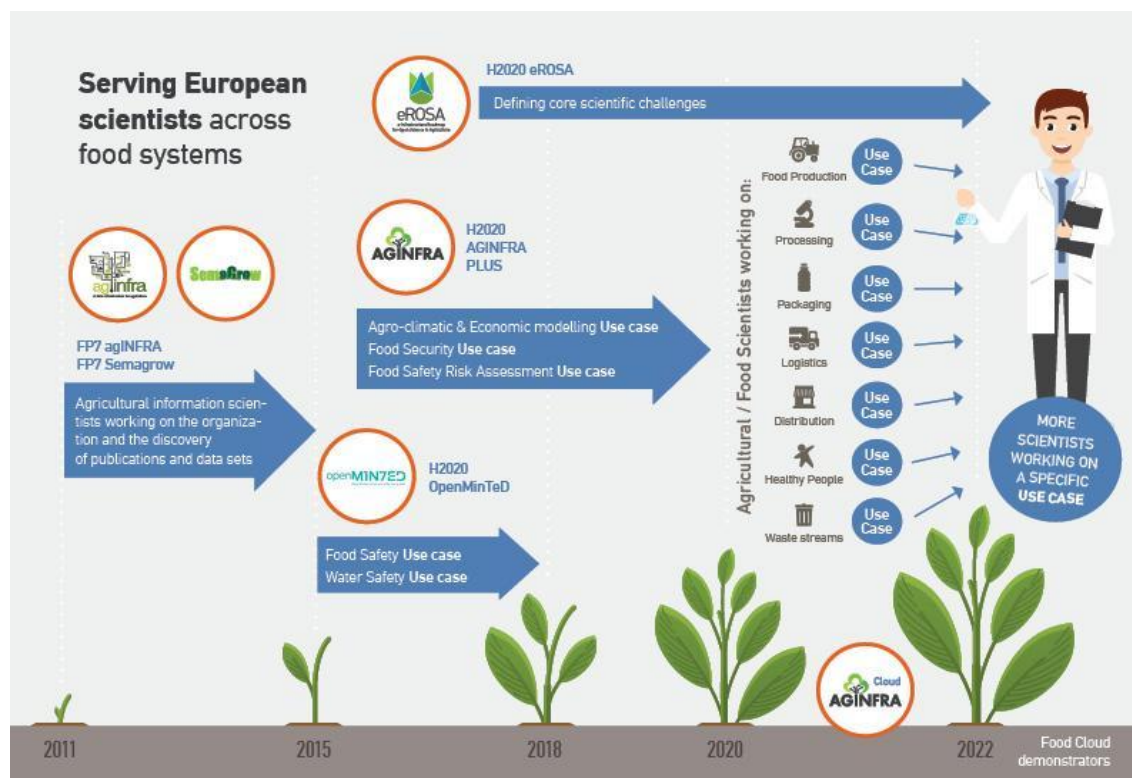 Serving European
scientists across
food systems
eROSA
H2020 eROSA
Defining core scientific challenges
agInfra
SemaGrow
FP7 agINFRA
FP7 Semagrow
Agricultural information scien-
tists working on the organiza-
tion and the discovery
of publications and data sets
AGINFRA
H2020
AGINFRA
PLUS
Agro-climatic & Economic modelling Use case
Food Security Use case
Food Safety Risk Assessment Use case
openMINTED
H2020
OpenMinTeD
Food Safety Use case
Water Safety Use case
Agricultural / Food Scientists working on:
Food Production
Use
Case
Processing
Use
Case
Packaging
Use
Case
Logistics
Use
Case
Distribution
Use
Case
Healthy People
Use
Case
Waste streams
Use
Case
MORE
SCIENTISTS
WORKING ON
A SPECIFIC
USE CASE
Cloud
AGINFRA
2011
2015
2018
2020
2022
Food Cloud
demonstrators